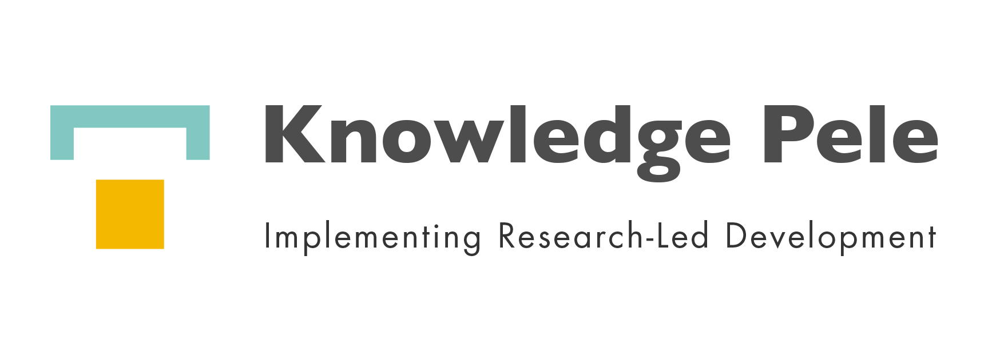 Knowledge Pele
Implementing Research-Led Development